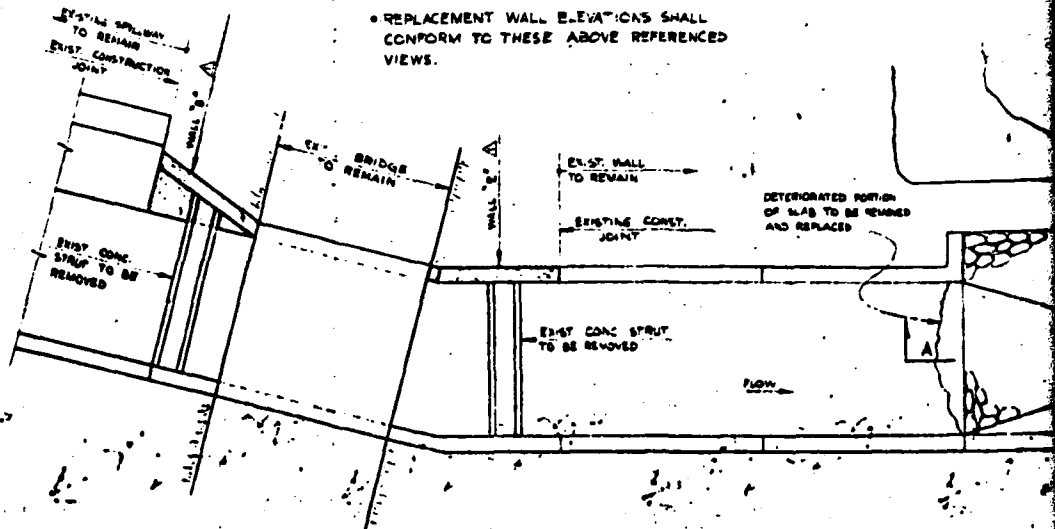 • REPLACEMENT WALL ELEVATIONS SHALL
CONFORM TO THESE ABOVE REFERENCED
VIEWS.
EXISTING SPILLWAY
TO REMAIN
EXIST. CONSTRUCTION
JOINT
WALL "B"
BRIDGE
TO REMAIN
WALL
EXIST. WALL
TO REMAIN
EXISTING CONST.
JOINT
DETERIORATED PORTION
OF SLAB TO BE REMOVED
AND REPLACED
EXIST CONC.
STRUT TO BE
REMOVED
EXIST CONC STRUT
TO BE REMOVED
A
FLOW